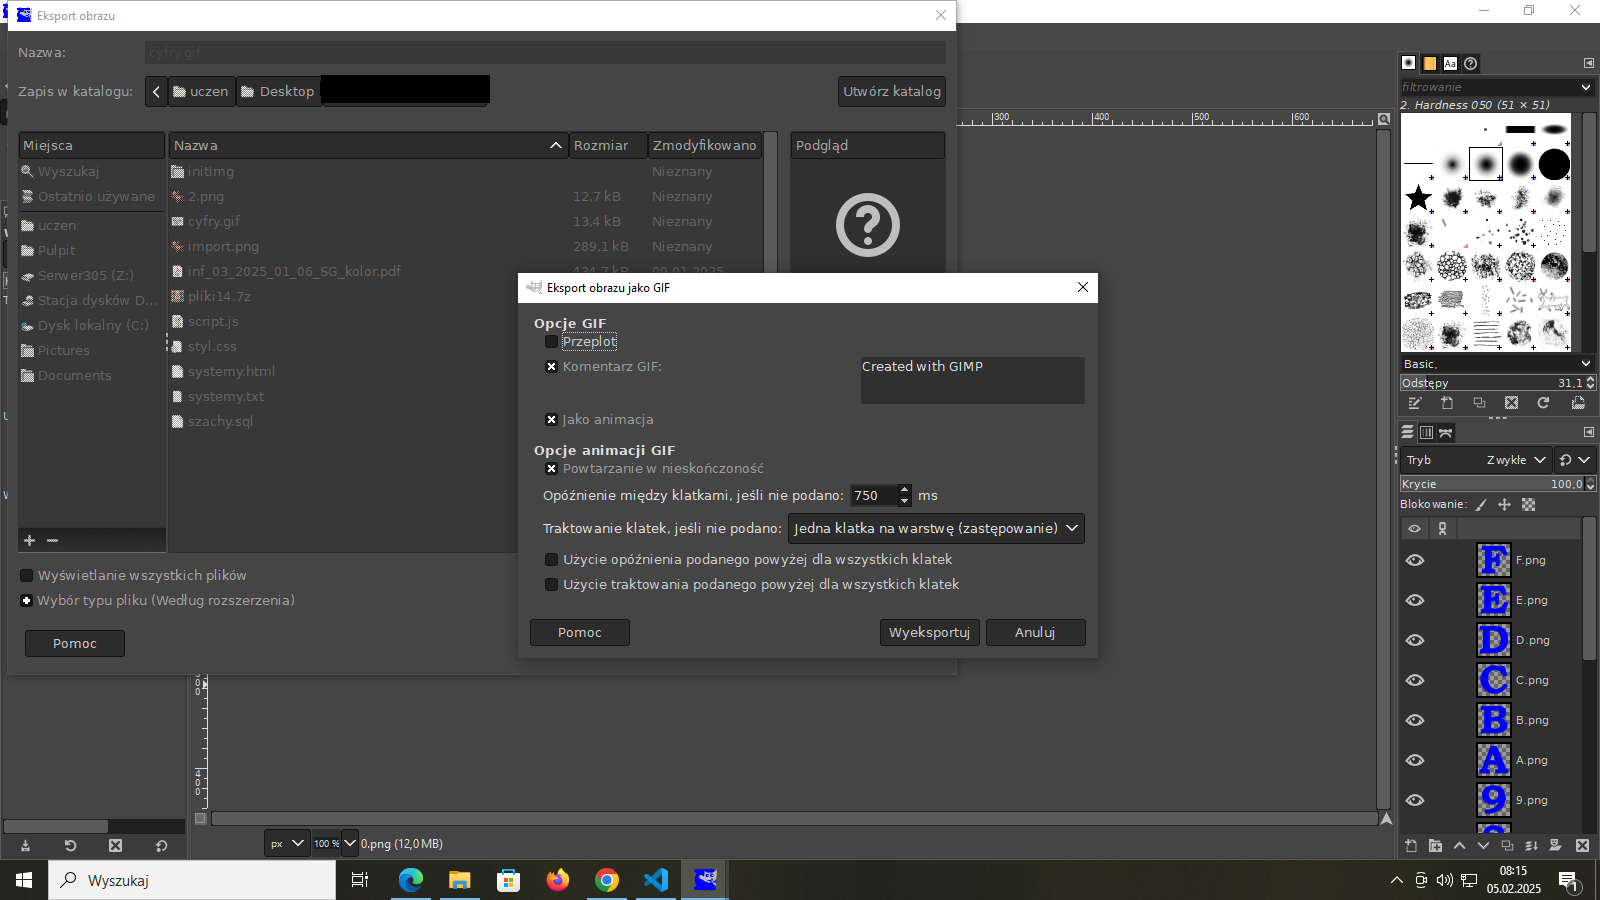 Eksport obrazu
Nazwa:
cyfry.gif
Zapis w katalogu:
uczen
Desktop
Utwórz katalog
Miejsca
Wyszukaj
Ostatnio używane
uczen
Pulpit
Serwer305 (Z:)
Stacja dysków D...
Dysk lokalny (C:)
Pictures
Documents
Nazwa Rozmiar Zmodyfikowano
initImg Nieznany
2.png 12,7 kB Nieznany
cyfry.gif 13,4 kB Nieznany
import.png 289,1 kB Nieznany
inf_03_2025_01_06_SG_kolor.pdf 434,7 kB 09.01.2025
pliki14.7z
script.js
styl.css
systemy.html
systemy.txt
szachy.sql
Podgląd
Wyświetlanie wszystkich plików
Wybór typu pliku (Według rozszerzenia)
Pomoc
Eksport obrazu jako GIF
Opcje GIF
Przeplot
Komentarz GIF:
Created with GIMP
Jako animacja
Opcje animacji GIF
Powtarzanie w nieskończoność
Opóźnienie między klatkami, jeśli nie podano: 750 ms
Traktowanie klatek, jeśli nie podano: Jedna klatka na warstwę (zastępowanie)
Użycie opóźnienia podanego powyżej dla wszystkich klatek
Użycie traktowania podanego powyżej dla wszystkich klatek
Pomoc
Wyeksportuj
Anuluj
300 400 500 600
400
px
100 %
0.png (12,0 MB)
Aa
filtrowanie
2. Hardness 050 (51 × 51)
Basic,
Odstępy 31,1
Tryb Zwykłe
Krycie 100,0
Blokowanie:
F F.png
E E.png
D D.png
C C.png
B B.png
A A.png
9 9.png
Wyszukaj
08:15
05.02.2025
1